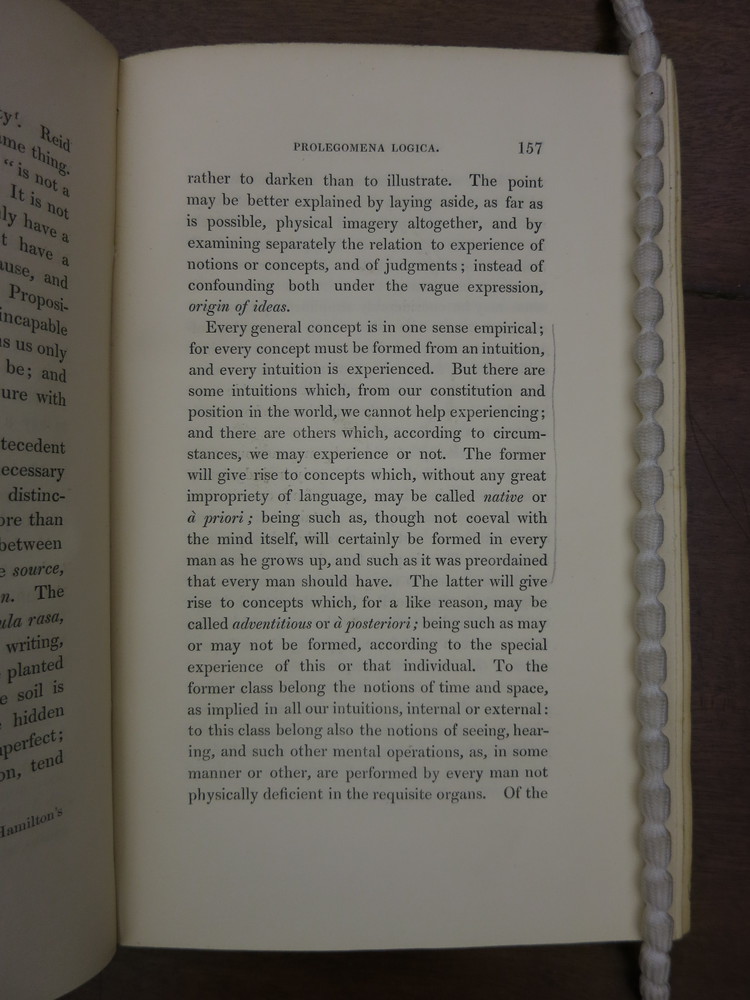 yᶠ. Reid
me thing.
“ is not a
It is not
ly have a
t have a
ause, and
Proposi-
incapable
s us only
be; and
ure with
tecedent
ecessary
distinc-
ore than
between
source,
n. The
ula rasa,
writing,
planted
e soil is
hidden
perfect;
on, tend
Hamilton's
PROLEGOMENA LOGICA. 157
rather to darken than to illustrate. The point
may be better explained by laying aside, as far as
is possible, physical imagery altogether, and by
examining separately the relation to experience of
notions or concepts, and of judgments; instead of
confounding both under the vague expression,
origin of ideas.
Every general concept is in one sense empirical;
for every concept must be formed from an intuition,
and every intuition is experienced. But there are
some intuitions which, from our constitution and
position in the world, we cannot help experiencing;
and there are others which, according to circum-
stances, we may experience or not. The former
will give rise to concepts which, without any great
impropriety of language, may be called native or
à priori; being such as, though not coeval with
the mind itself, will certainly be formed in every
man as he grows up, and such as it was preordained
that every man should have. The latter will give
rise to concepts which, for a like reason, may be
called adventitious or à posteriori; being such as may
or may not be formed, according to the special
experience of this or that individual. To the
former class belong the notions of time and space,
as implied in all our intuitions, internal or external:
to this class belong also the notions of seeing, hear-
ing, and such other mental operations, as, in some
manner or other, are performed by every man not
physically deficient in the requisite organs. Of the